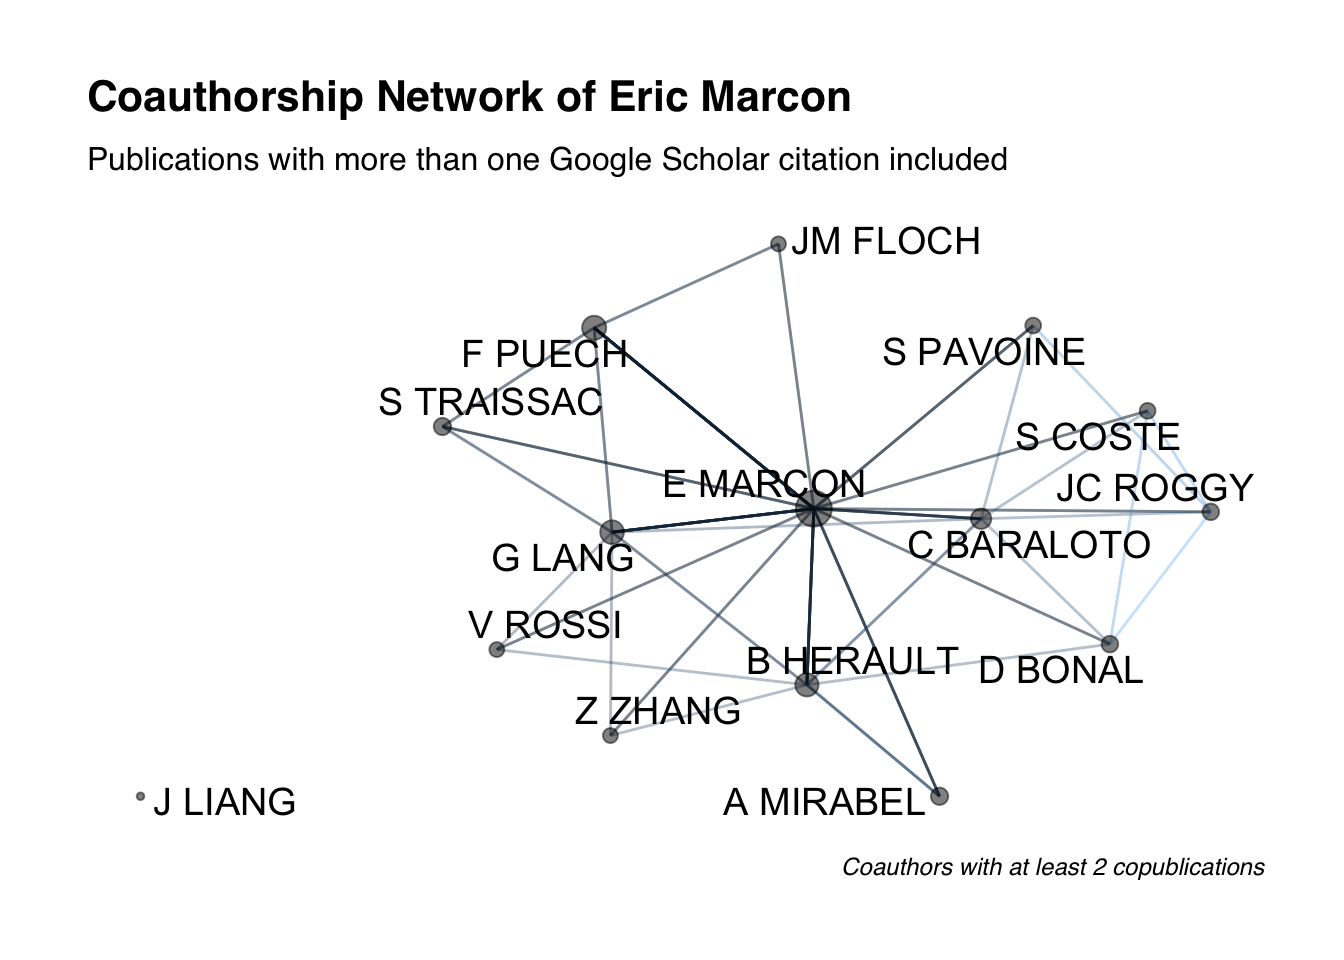 Coauthorship Network of Eric Marcon
Publications with more than one Google Scholar citation included
JM FLOCH
F PUECH
S PAVOINE
S TRAISSAC
S COSTE
E MARCON
JC ROGGY
C BARALOTO
G LANG
V ROSSI
B HERAULT
D BONAL
Z ZHANG
J LIANG
A MIRABEL
Coauthors with at least 2 copublications